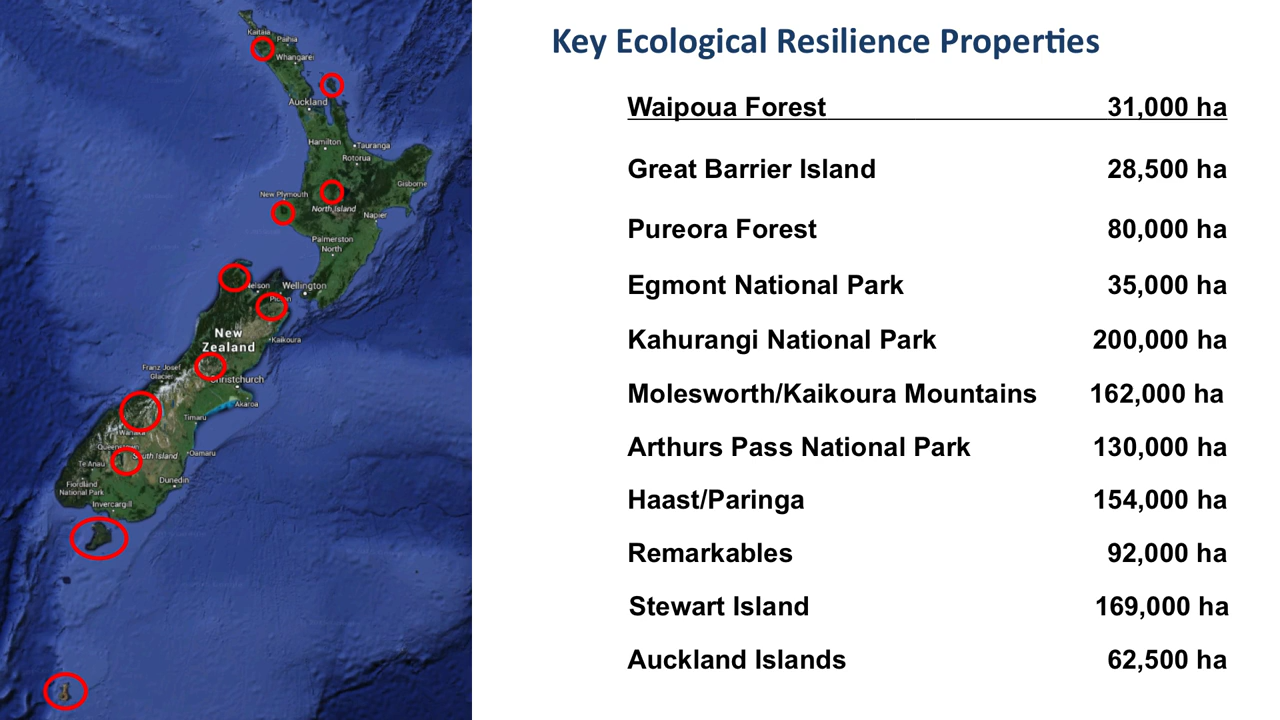 Key Ecological Resilience Properties
Waipoua Forest 31,000 ha
Great Barrier Island 28,500 ha
Pureora Forest 80,000 ha
Egmont National Park 35,000 ha
Kahurangi National Park 200,000 ha
Molesworth/Kaikoura Mountains 162,000 ha
Arthurs Pass National Park 130,000 ha
Haast/Paringa 154,000 ha
Remarkables 92,000 ha
Stewart Island 169,000 ha
Auckland Islands 62,500 ha
Kaitaia
Paihia
Whangarei
Auckland
Hamilton
Tauranga
Rotorua
Gisborne
New Plymouth
North Island
Napier
Palmerston
North
Nelson
Wellington
Picton
New
Zealand
Kaikoura
Franz Josef
Glacier
Christchurch
Akaroa
Timaru
Wanaka
Queenstown
South Island
Oamaru
Te Anau
Fiordland
National Park
Dunedin
Invercargill